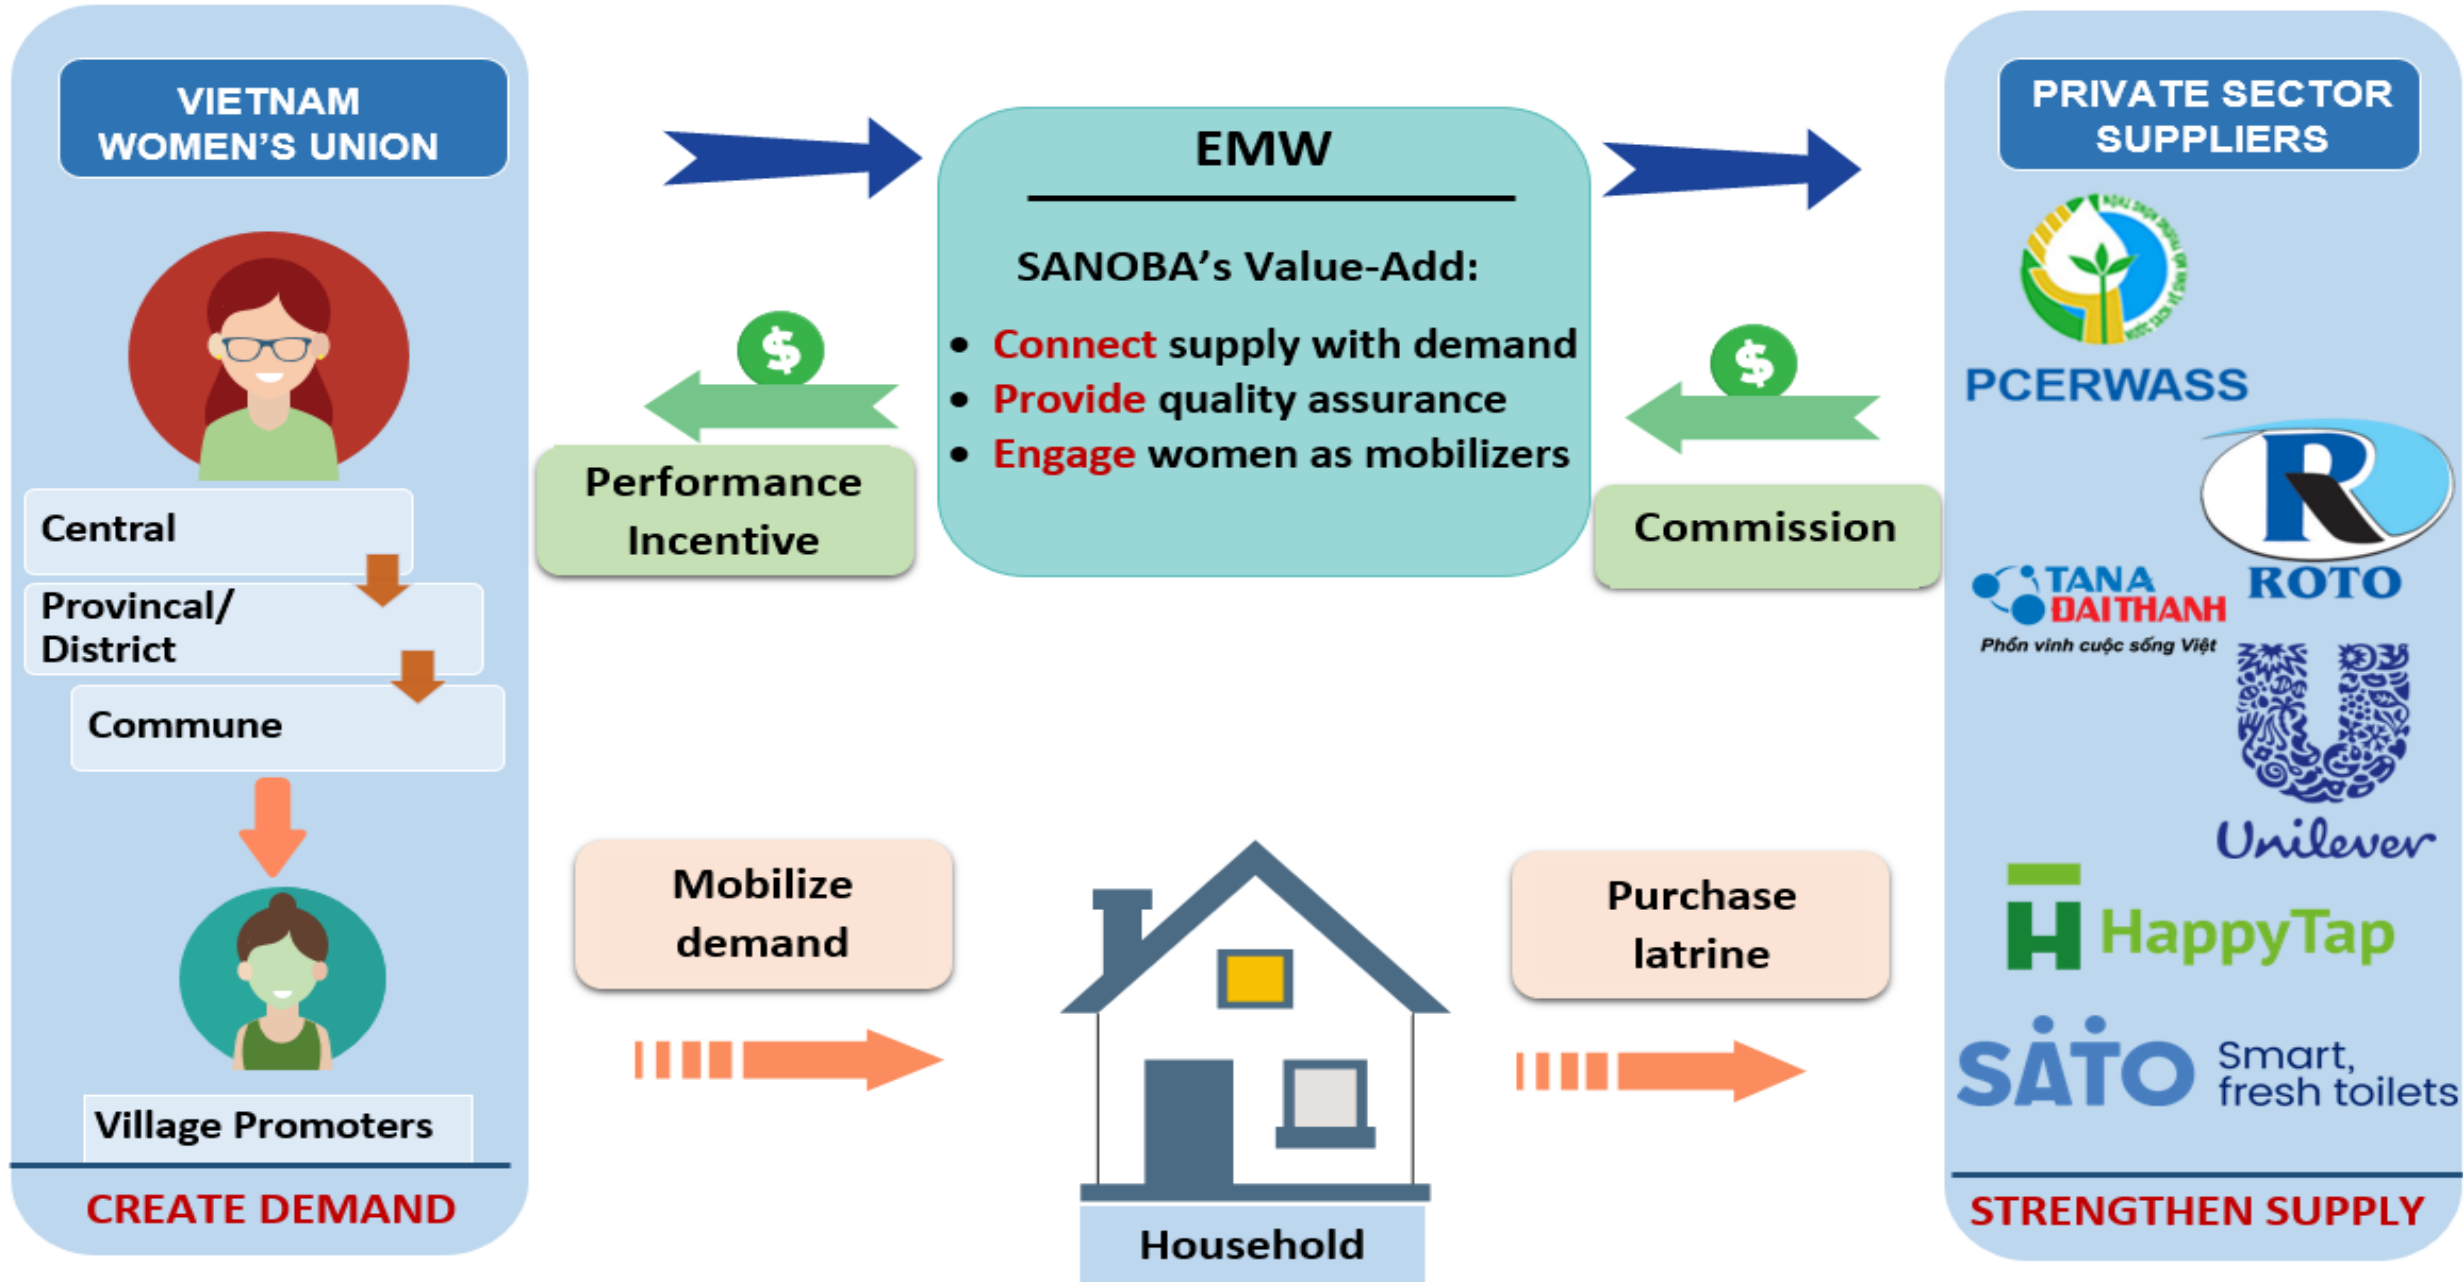 VIETNAM
WOMEN'S UNION
Central
Provincal/
District
Commune
Village Promoters
CREATE DEMAND
$
Performance
Incentive
Mobilize
demand
EMW
SANOBA's Value-Add:
• Connect supply with demand
• Provide quality assurance
• Engage women as mobilizers
Household
$
Commission
Purchase
latrine
PRIVATE SECTOR
SUPPLIERS
PCERWASS
R
ROTO
TANA
ĐAITHANH
Phồn vinh cuộc sống Việt
Unilever
H HappyTap
SATO Smart,
fresh toilets
STRENGTHEN SUPPLY